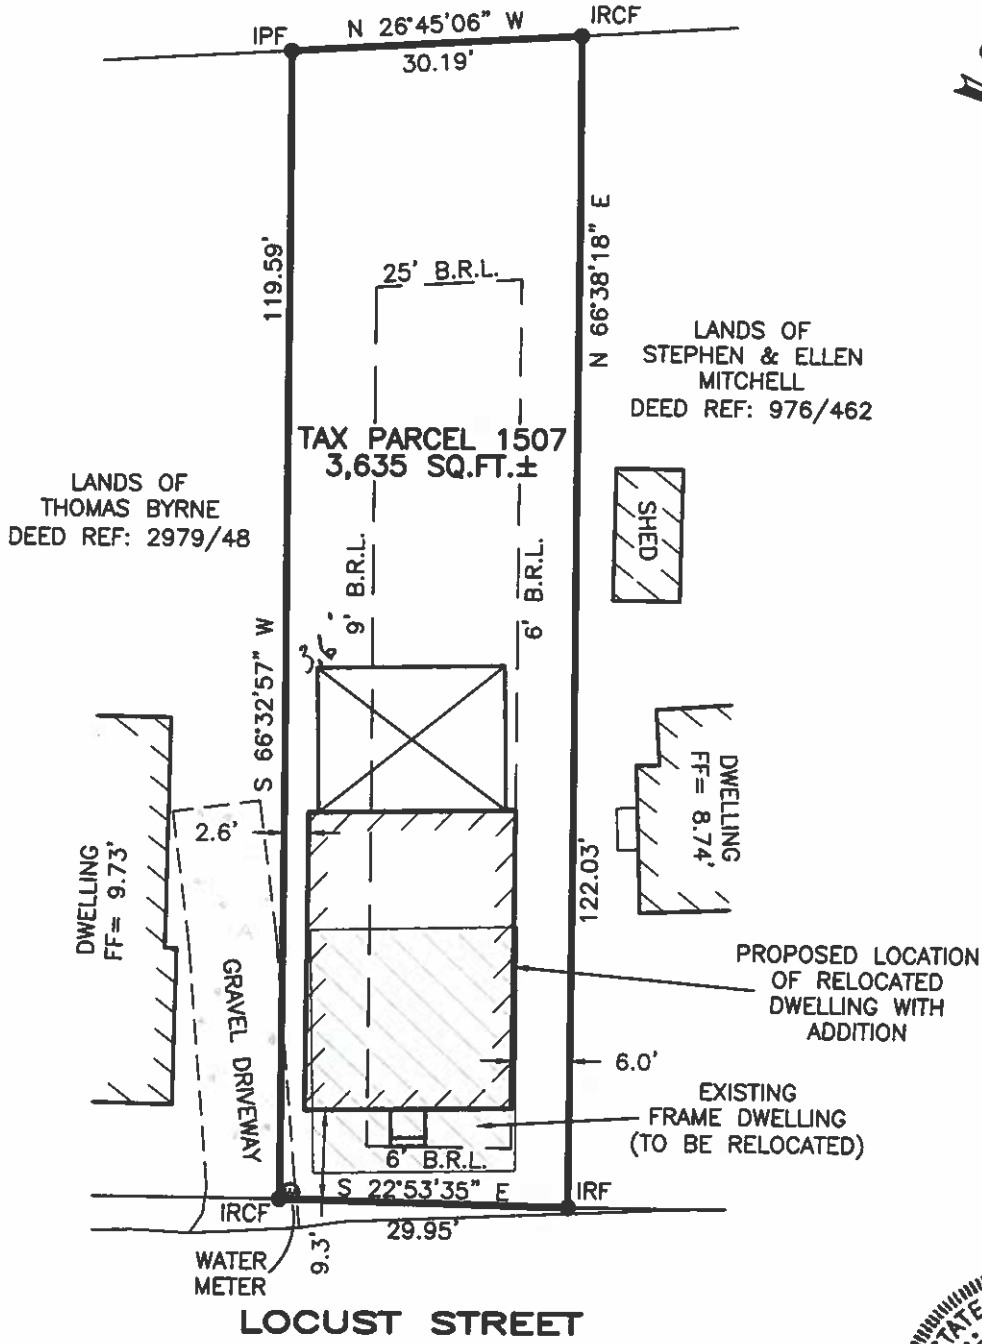 IPF
N 26°45'06" W
IRCF
30.19'
119.59'
N 66°38'18" E
25' B.R.L.
LANDS OF
STEPHEN & ELLEN
MITCHELL
DEED REF: 976/462
TAX PARCEL 1507
3,635 SQ.FT.±
LANDS OF
THOMAS BYRNE
DEED REF: 2979/48
SHED
9' B.R.L.
6' B.R.L.
S 66°32'57" W
3.6'
DWELLING
FF= 8.74'
2.6'
DWELLING
FF= 9.73'
122.03'
GRAVEL DRIVEWAY
PROPOSED LOCATION
OF RELOCATED
DWELLING WITH
ADDITION
6.0'
EXISTING
FRAME DWELLING
(TO BE RELOCATED)
6' B.R.L.
S 22°53'35" E
IRF
IRCF
29.95'
9.3'
WATER
METER
LOCUST STREET
STATE